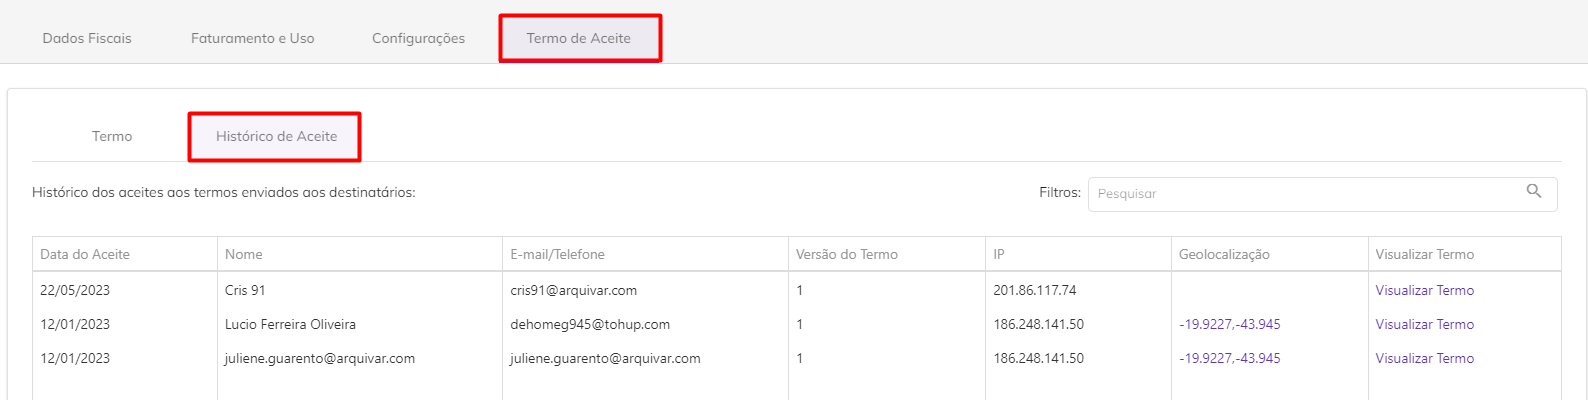 Dados Fiscais Faturamento e Uso Configurações Termo de Aceite
Termo Histórico de Aceite
Histórico dos aceites aos termos enviados aos destinatários: Filtros: Pesquisar
Data do Aceite Nome E-mail/Telefone Versão do Termo IP Geolocalização Visualizar Termo
22/05/2023 Cris 91 cris91@arquivar.com 1 201.86.117.74 Visualizar Termo
12/01/2023 Lucio Ferreira Oliveira dehomeg945@tohup.com 1 186.248.141.50 -19.9227,-43.945 Visualizar Termo
12/01/2023 juliene.guarento@arquivar.com juliene.guarento@arquivar.com 1 186.248.141.50 -19.9227,-43.945 Visualizar Termo